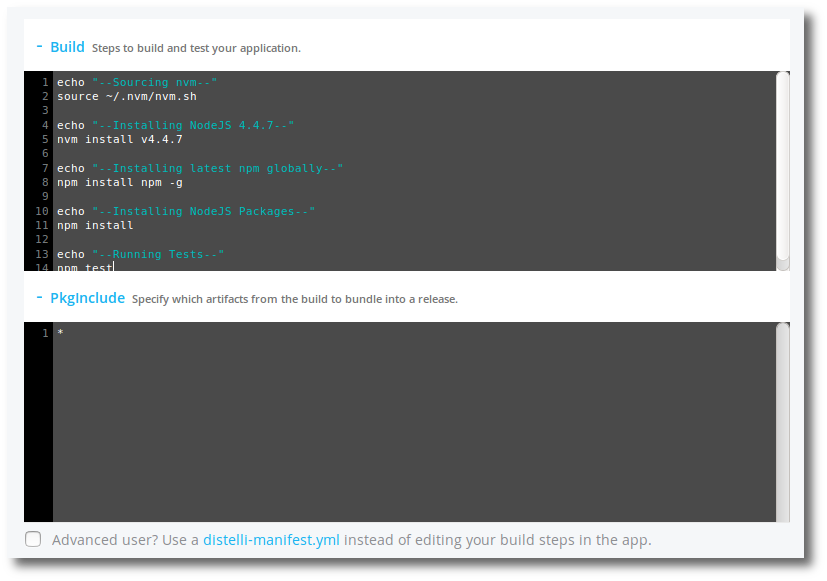 - Build Steps to build and test your application.
1 echo "--Sourcing nvm--"
2 source ~/.nvm/nvm.sh
3
4 echo "--Installing NodeJS 4.4.7--"
5 nvm install v4.4.7
6
7 echo "--Installing latest npm globally--"
8 npm install npm -g
9
10 echo "--Installing NodeJS Packages--"
11 npm install
12
13 echo "--Running Tests--"
14 npm test
- PkgInclude Specify which artifacts from the build to bundle into a release.
1 *
Advanced user? Use a distelli-manifest.yml instead of editing your build steps in the app.